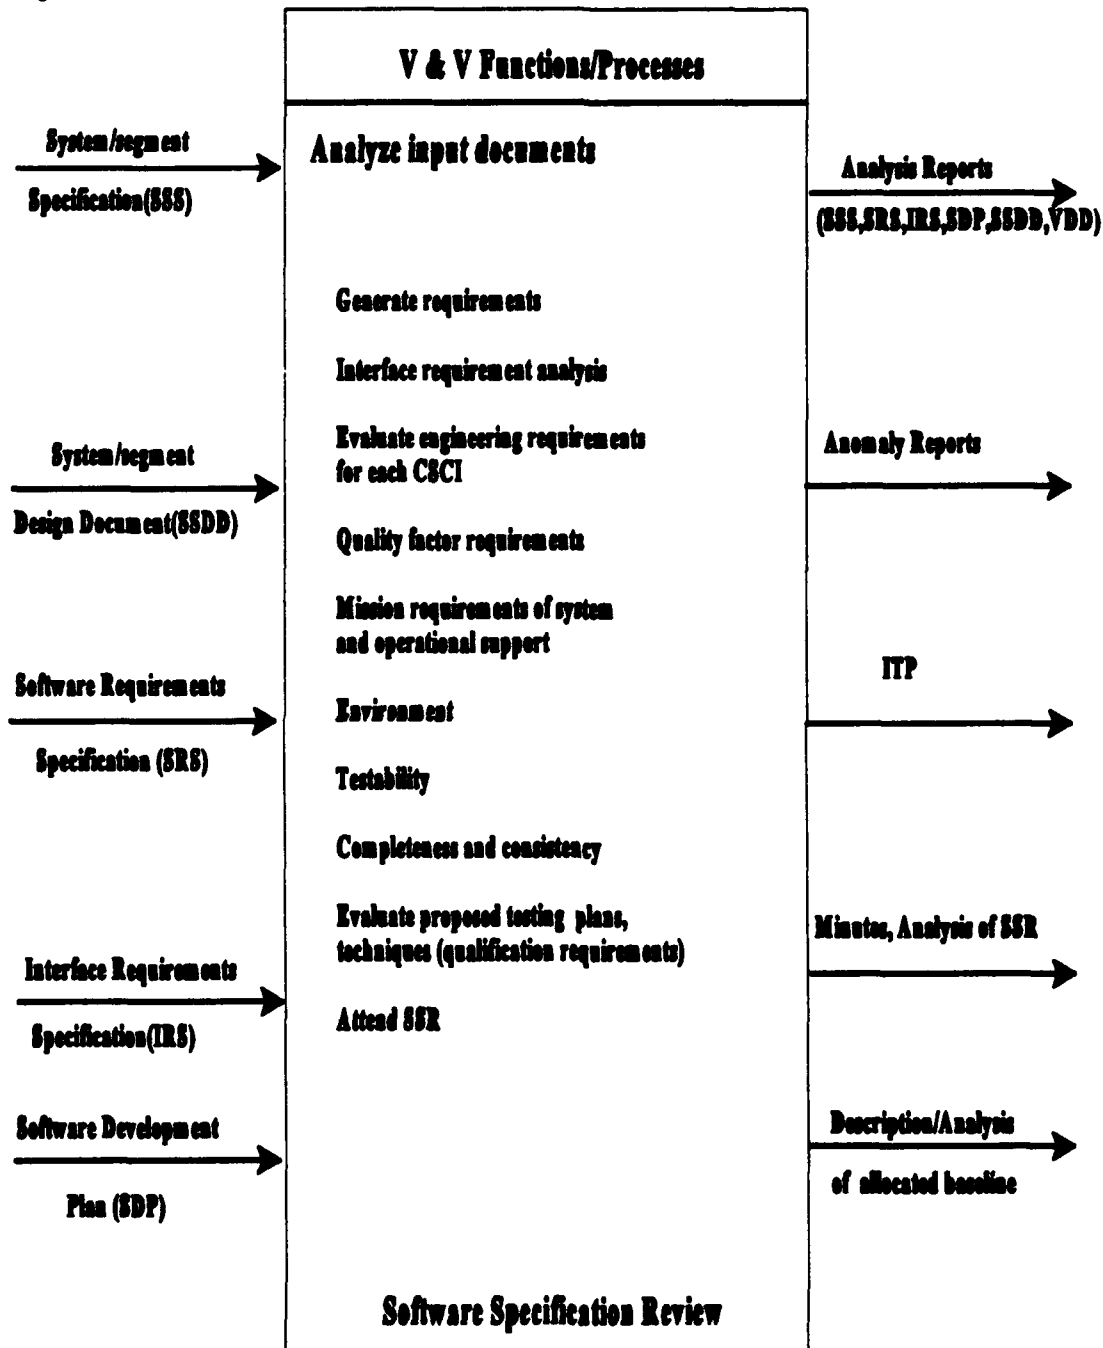 V & V Functions/Processes
System/segment
Specification(SSS)
System/segment
Design Document(SSDD)
Software Requirements
Specification (SRS)
Interface Requirements
Specification(IRS)
Software Development
Plan (SDP)
Analyze input documents
Generate requirements
Interface requirement analysis
Evaluate engineering requirements
for each CSCI
Quality factor requirements
Mission requirements of system
and operational support
Environment
Testability
Completeness and consistency
Evaluate proposed testing plans,
techniques (qualification requirements)
Attend SSR
Software Specification Review
Analysis Reports
(SSS,SRS,IRS,SDP,SSDD,VDD)
Anomaly Reports
ITP
Minutes, Analysis of SSR
Description/Analysis
of allocated baseline